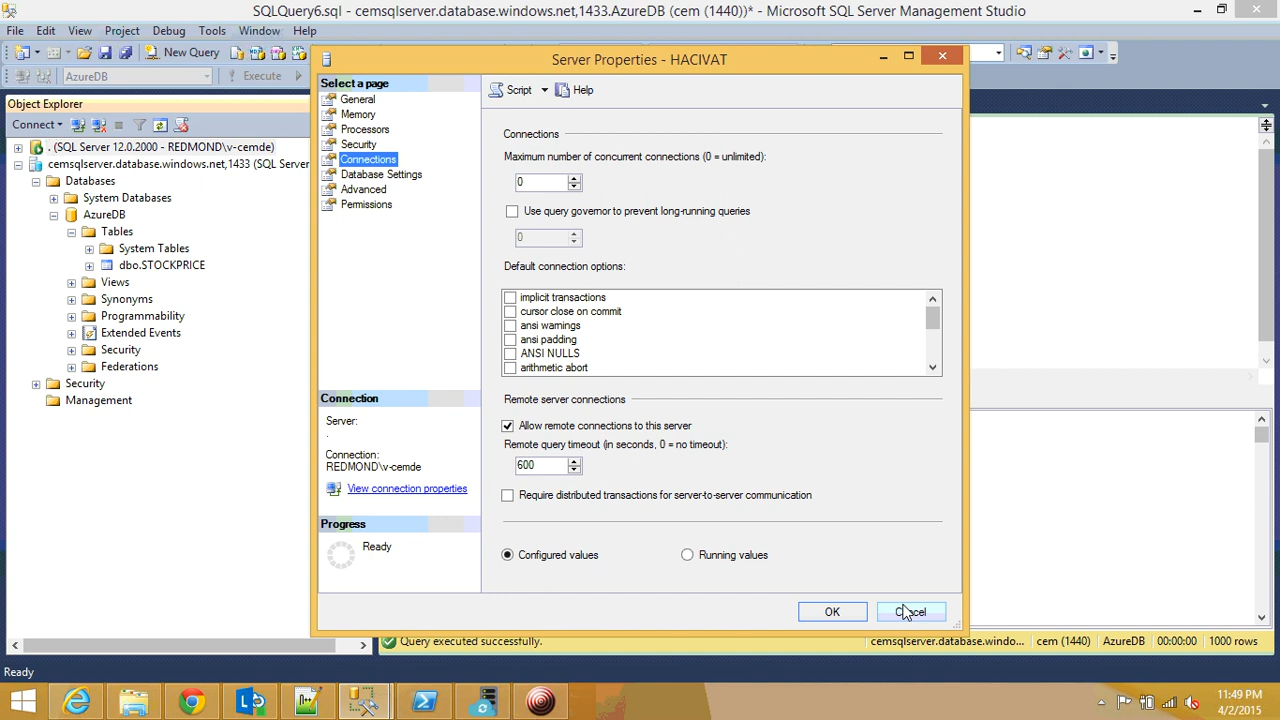 SQLQuery6.sql - cemsqlserver.database.windows.net,1433.AzureDB (cem (1440))* - Microsoft SQL Server Management Studio
File Edit View Project Debug Tools Window Help
New Query
AzureDB Execute
Object Explorer
Connect
. (SQL Server 12.0.2000 - REDMOND\v-cemde)
cemsqlserver.database.windows.net,1433 (SQL Server
Databases
System Databases
AzureDB
Tables
System Tables
dbo.STOCKPRICE
Views
Synonyms
Programmability
Extended Events
Security
Federations
Security
Management
Server Properties - HACIVAT
Select a page
General
Memory
Processors
Security
Connections
Database Settings
Advanced
Permissions
Connection
Server:
.
Connection:
REDMOND\v-cemde
View connection properties
Progress
Ready
Script Help
Connections
Maximum number of concurrent connections (0 = unlimited):
0
Use query governor to prevent long-running queries
0
Default connection options:
implicit transactions
cursor close on commit
ansi warnings
ansi padding
ANSI NULLS
arithmetic abort
Remote server connections
Allow remote connections to this server
Remote query timeout (in seconds, 0 = no timeout):
600
Require distributed transactions for server-to-server communication
Configured values Running values
OK Cancel
Query executed successfully. cemsqlserver.database.windo... cem (1440) AzureDB 00:00:00 1000 rows
Ready
11:49 PM
4/2/2015